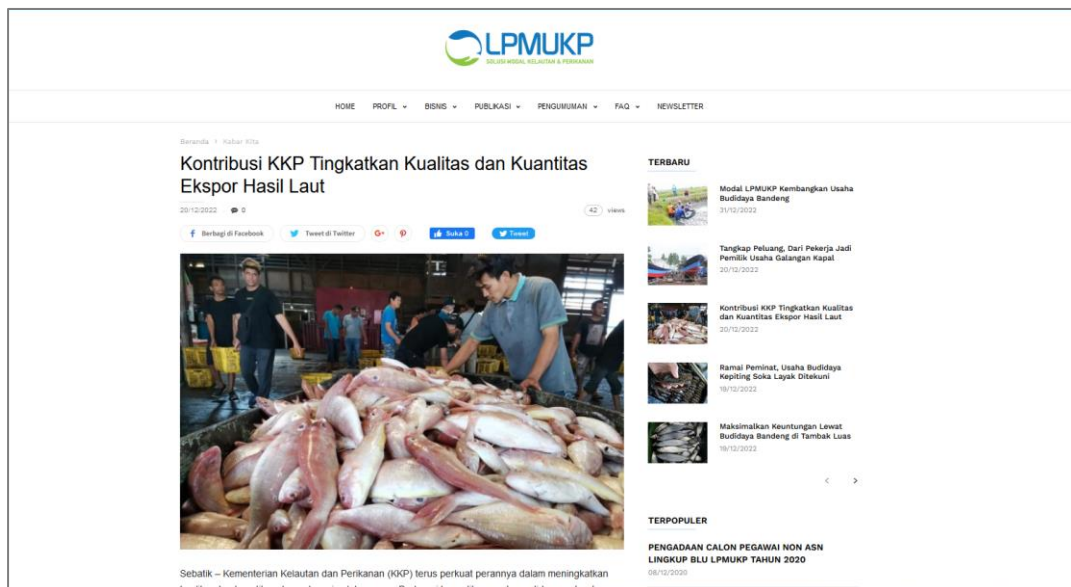 LPMUKP
SOLUSI MODAL KELAUTAN & PERIKANAN
HOME PROFIL BISNIS PUBLIKASI PENGUMUMAN FAQ NEWSLETTER
Beranda › Kabar Kita
Kontribusi KKP Tingkatkan Kualitas dan Kuantitas
Ekspor Hasil Laut
20/12/2022 0
42 views
Berbagi di Facebook Tweet di Twitter G+ Suka 0 Tweet
Sebatik – Kementerian Kelautan dan Perikanan (KKP) terus perkuat perannya dalam meningkatkan
TERBARU
Modal LPMUKP Kembangkan Usaha
Budidaya Bandeng
31/12/2022
Tangkap Peluang, Dari Pekerja Jadi
Pemilik Usaha Galangan Kapal
20/12/2022
Kontribusi KKP Tingkatkan Kualitas
dan Kuantitas Ekspor Hasil Laut
20/12/2022
Ramai Peminat, Usaha Budidaya
Kepiting Soka Layak Ditekuni
19/12/2022
Maksimalkan Keuntungan Lewat
Budidaya Bandeng di Tambak Luas
19/12/2022
TERPOPULER
PENGADAAN CALON PEGAWAI NON ASN
LINGKUP BLU LPMUKP TAHUN 2020
08/12/2020